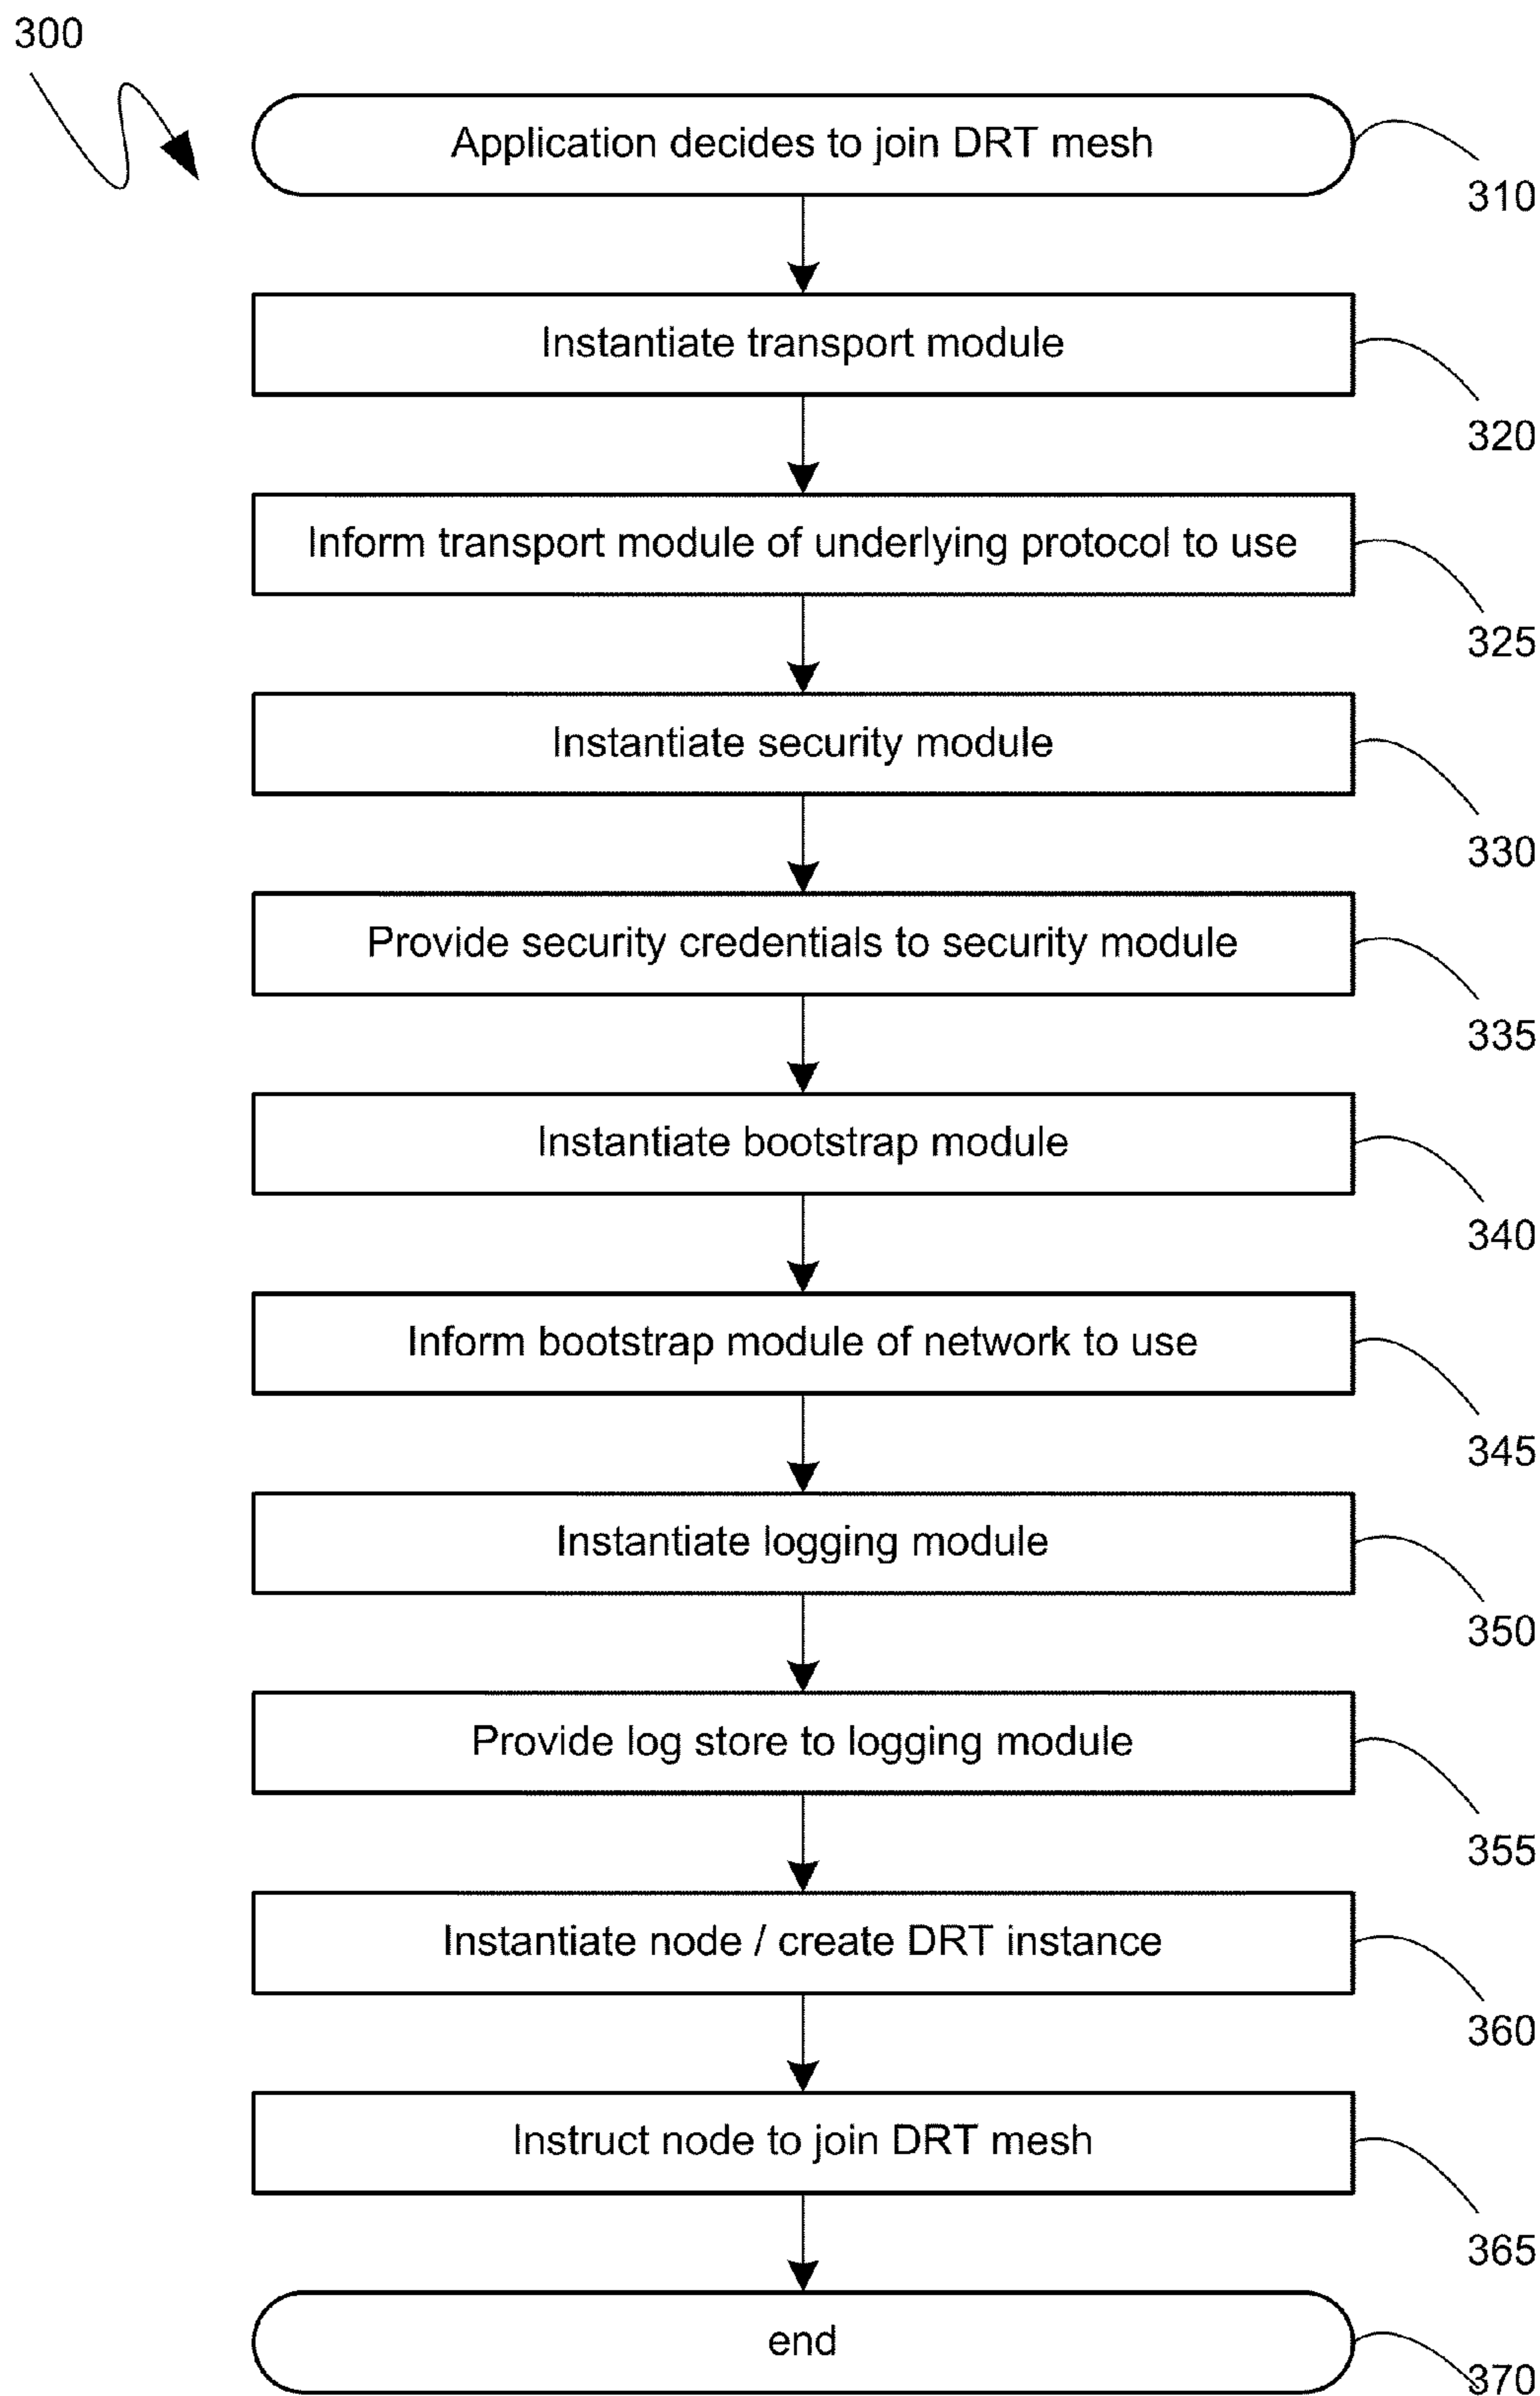 300
Application decides to join DRT mesh
310
Instantiate transport module
320
Inform transport module of underlying protocol to use
325
Instantiate security module
330
Provide security credentials to security module
335
Instantiate bootstrap module
340
Inform bootstrap module of network to use
345
Instantiate logging module
350
Provide log store to logging module
355
Instantiate node / create DRT instance
360
Instruct node to join DRT mesh
365
end
370